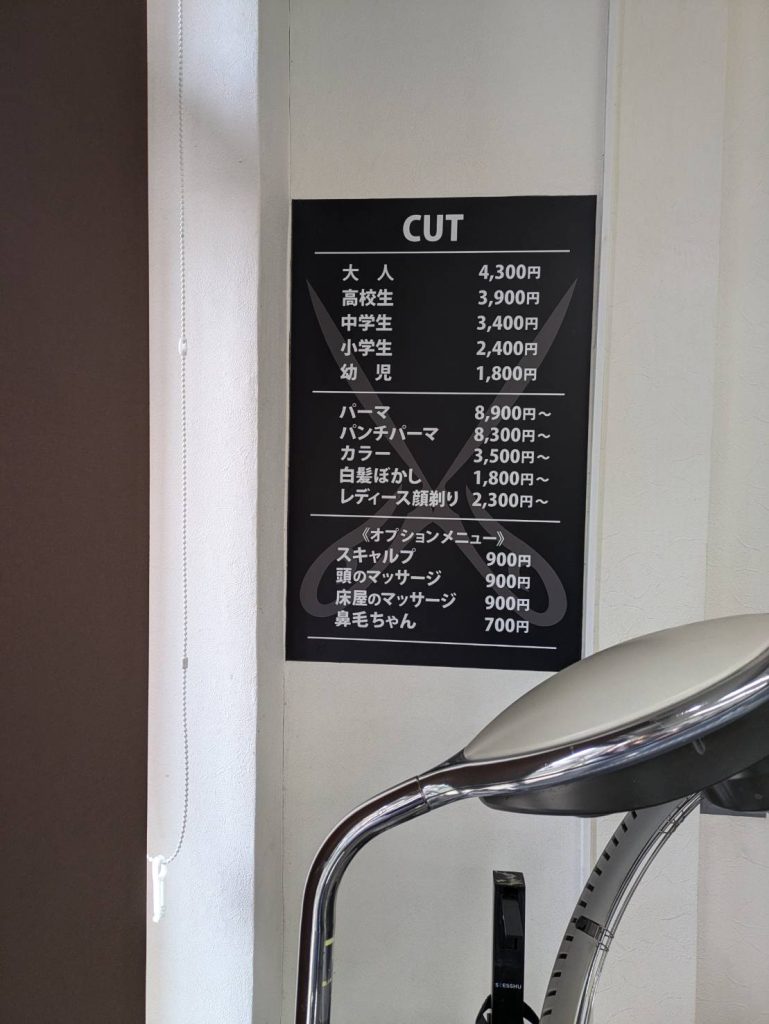 CUT
大 人 4,300円
高校生 3,900円
中学生 3,400円
小学生 2,400円
幼 児 1,800円
パーマ 8,900円～
パンチパーマ 8,300円～
カラー 3,500円～
白髪ぼかし 1,800円～
レディース顔剃り 2,300円～
《オプションメニュー》
スキャルプ 900円
頭のマッサージ 900円
床屋のマッサージ 900円
鼻毛ちゃん 700円